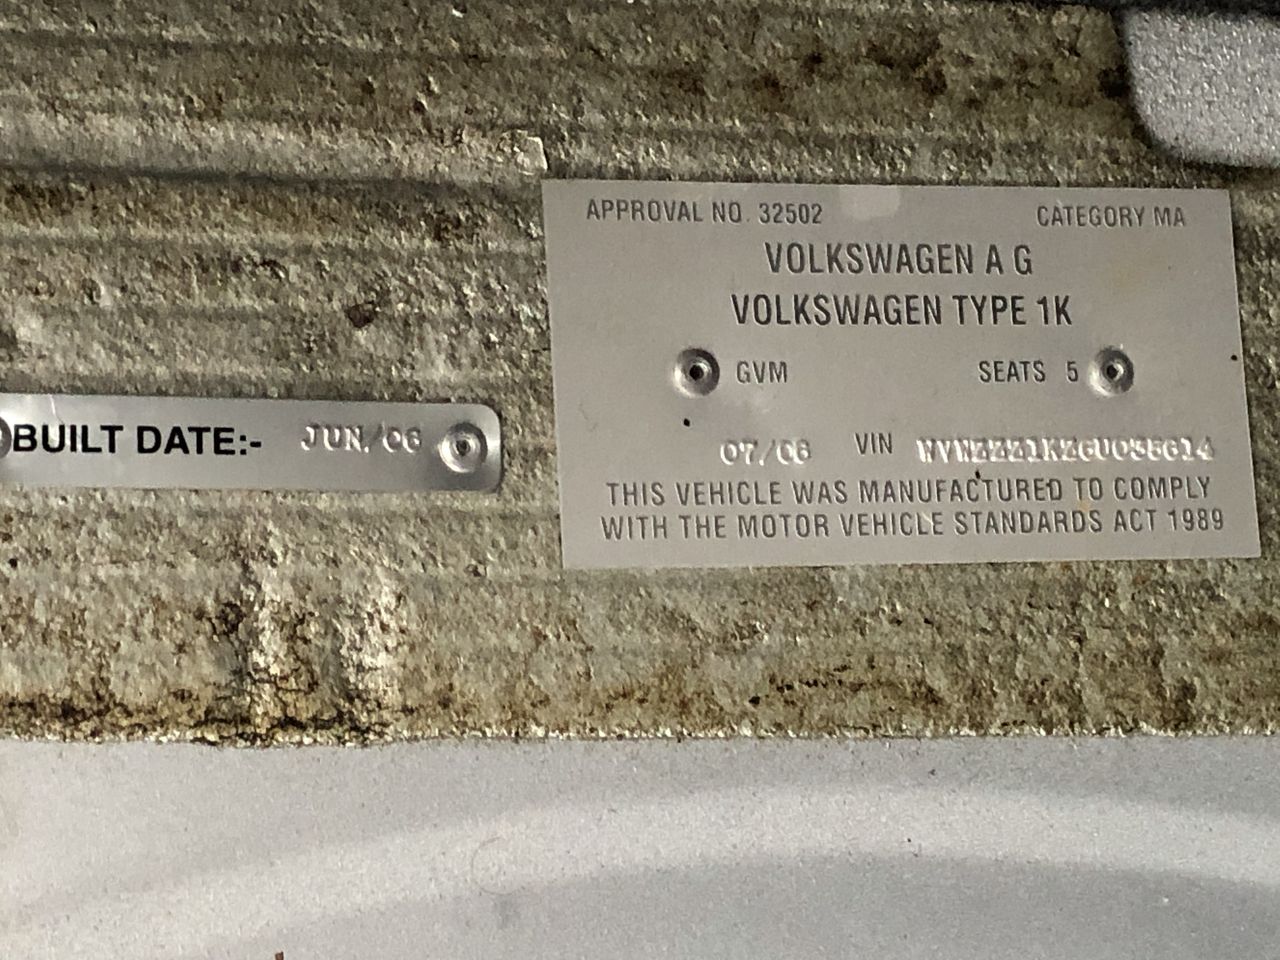 BUILT DATE:- JUN./06
APPROVAL NO. 32502 CATEGORY MA
VOLKSWAGEN A G
VOLKSWAGEN TYPE 1K
GVM SEATS 5
07/06 VIN WVWZZZ1KZ6U035614
THIS VEHICLE WAS MANUFACTURED TO COMPLY
WITH THE MOTOR VEHICLE STANDARDS ACT 1989